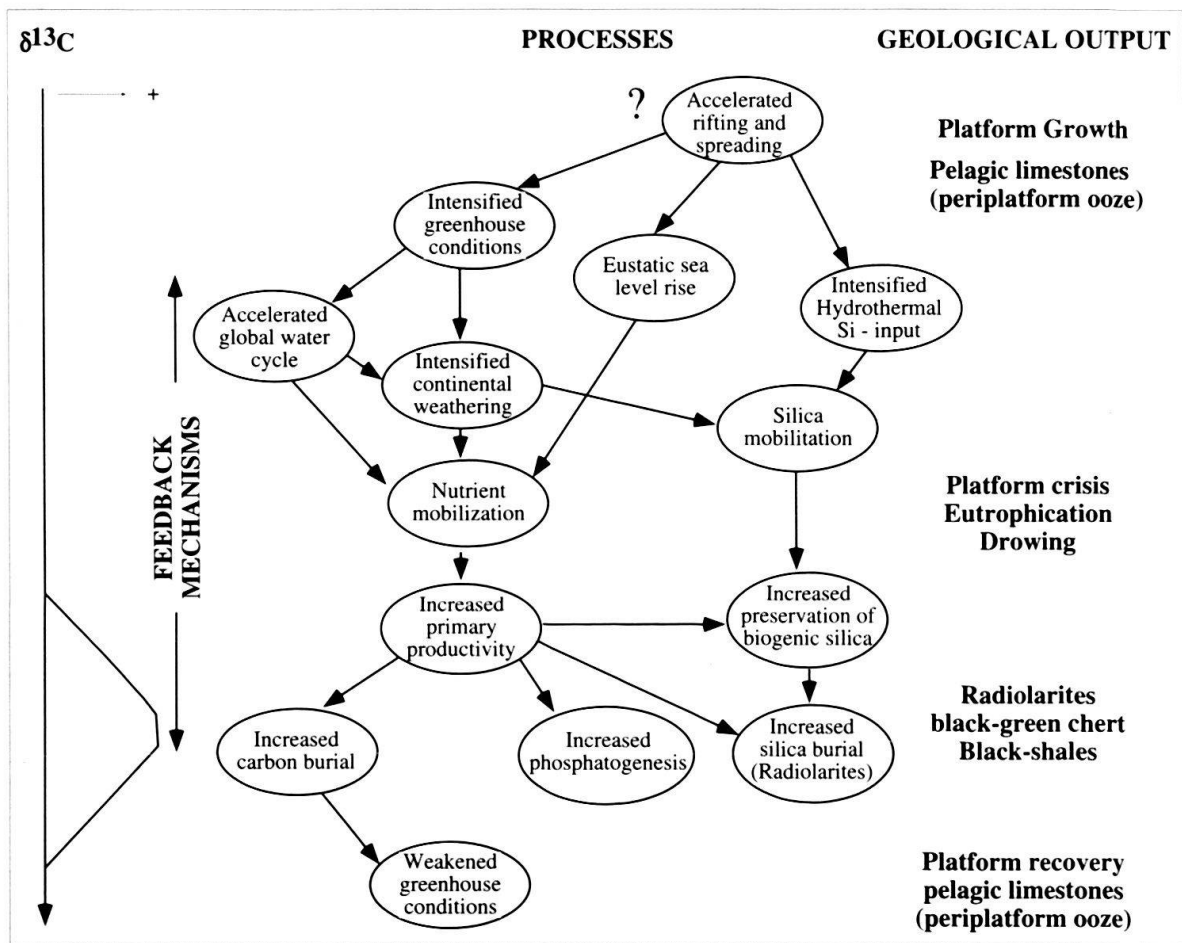 δ13C
PROCESSES
GEOLOGICAL OUTPUT
+
?
Accelerated
rifting and
spreading
Platform Growth
Pelagic limestones
(periplatform ooze)
Intensified
greenhouse
conditions
Eustatic sea
level rise
Intensified
Hydrothermal
Si - input
Accelerated
global water
cycle
Intensified
continental
weathering
Silica
mobilitation
FEEDBACK
MECHANISMS
Nutrient
mobilization
Platform crisis
Eutrophication
Drowing
Increased
primary
productivity
Increased
preservation of
biogenic silica
Radiolarites
black-green chert
Black-shales
Increased
carbon burial
Increased
phosphatogenesis
Increased
silica burial
(Radiolarites)
Weakened
greenhouse
conditions
Platform recovery
pelagic limestones
(periplatform ooze)